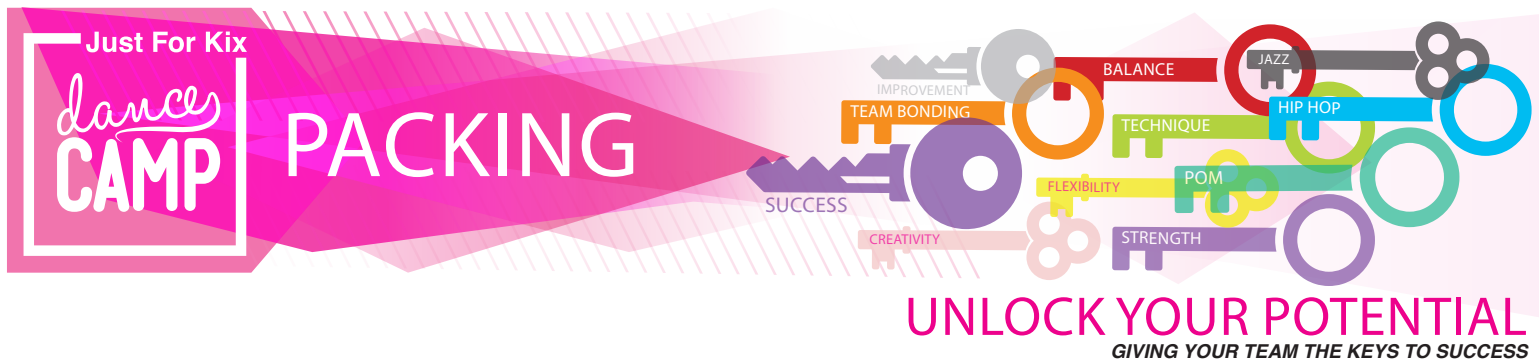 Just For Kix
dance
CAMP
PACKING
IMPROVEMENT
BALANCE
JAZZ
TEAM BONDING
TECHNIQUE
HIP HOP
SUCCESS
FLEXIBILITY
POM
CREATIVITY
STRENGTH
UNLOCK YOUR POTENTIAL
GIVING YOUR TEAM THE KEYS TO SUCCESS